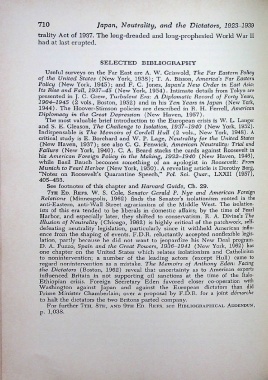 710 Japan, Neutrality, and the Dictators, 1923-1939
trality Act of 1937. The long-dreaded and long-prophesied World War II
had at last erupted.
SELECTED BIBLIOGRAPHY
Useful surveys on the Far East are A. W. Griswold, The Far Eastern Policy
of the United States (New York, 1938); T. A. Bisson, America's Far Eastern
Policy (New York, 1945); and F. C. Jones, Japan's New Order in East Asia:
Its Rise and Fall, 1937-45 (New York, 1954). Intimate details from Tokyo are
presented in J. C. Grew, Turbulent Era: A Diplomatic Record of Forty Years,
1904-1945 (2 vols., Boston, 1952) and in his Ten Years in Japan (New York,
1944). The Hoover-Stimson policies are described in R. H. Ferrell, American
Diplomacy in the Great Depression (New Haven, 1957).
The most valuable brief introduction to the European crisis is W. L. Langer
and S. E. Gleason, The Challenge to Isolation, 1937-1940 (New York, 1952).
Indispensable is The Memoirs of Cordell Hull (2 vols., New York, 1948). A
critical study is E. Borchard and W. P. Lage, Neutrality for the United States
(New Haven, 1937); see also C. G. Fenwick, American Neutrality: Trial and
Failure (New York, 1940). C. A. Beard stacks the cards against Roosevelt in
his American Foreign Policy in the Making, 1932-1940 (New Haven, 1946),
while Basil Rauch becomes something of an apologist in Roosevelt: From
Munich to Pearl Harbor (New York, 1950). A revealing article is Dorothy Borg,
"Notes on Roosevelt's 'Quarantine Speech,'" Pol. Sci. Quar., LXXII (1957),
405-433.
See footnotes of this chapter and Harvard Guide, Ch. 29.
7TH ED. REFS. W. S. Cole, Senator Gerald P. Nye and American Foreign
Relations (Minneapolis, 1962) finds the Senator's isolationism rooted in the
anti-Eastern, anti-Wall Street agrarianism of the Middle West. The isolation-
ists of this era tended to be liberals in domestic affairs, by the time of Pearl
Harbor, and especially later, they shifted to conservatism. R. A. Divine's The
Illusion of Neutrality (Chicago, 1962) is highly critical of the shortsighted, self-
defeating neutrality legislation, particularly since it withheld American influ-
ence from the shaping of events. F.D.R. reluctantly accepted nonflexible legis-
lation, partly because he did not want to jeopardize his New Deal program.
D. A. Puzzo, Spain and the Great Powers, 1936-1941 (New York, 1962) has
one chapter on the United States which relates isolationism and Catholicism
to nonintervention; a number of the leading actors (except Hull) came to
regard nonintervention as a mistake. The Memoirs of Anthony Eden: Facing
the Dictators (Boston, 1962) reveal that uncertainty as to American experts
influenced Britain in not supporting oil sanctions at the time of the Italo-
Ethiopian crisis. Foreign Secretary Eden favored closer co-operation with
Washington against Japan and against the European dictators than did
Prime Minister Chamberlain; over a proposal by F.D.R. for a joint démarche
to halt the dictators the two Britons parted company.
FOR FURTHER 7TH, 8TH, AND 9TH ED. REFS. SEE BIBLIOGRAPHICAL ADDENDUM,
p. 1,038.